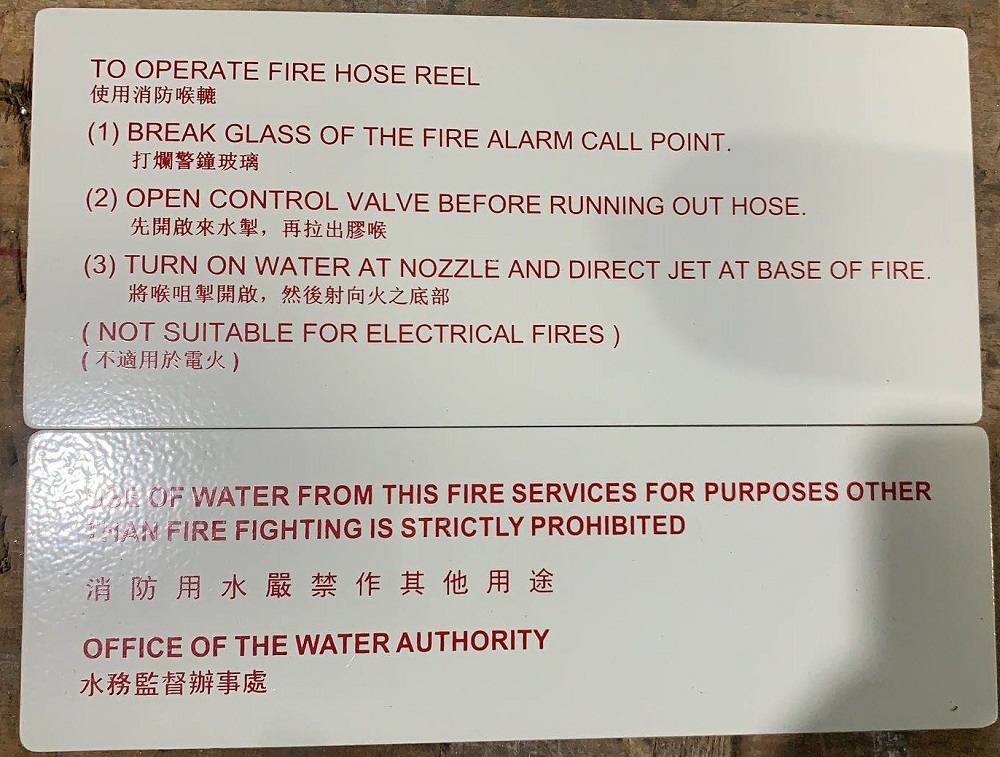 TO OPERATE FIRE HOSE REEL
使用消防喉轆
(1) BREAK GLASS OF THE FIRE ALARM CALL POINT.
打爛警鐘玻璃
(2) OPEN CONTROL VALVE BEFORE RUNNING OUT HOSE.
先開啟來水掣，再拉出膠喉
(3) TURN ON WATER AT NOZZLE AND DIRECT JET AT BASE OF FIRE.
將喉咀掣開啟，然後射向火之底部
( NOT SUITABLE FOR ELECTRICAL FIRES )
( 不適用於電火 )
USE OF WATER FROM THIS FIRE SERVICES FOR PURPOSES OTHER
THAN FIRE FIGHTING IS STRICTLY PROHIBITED
消防用水嚴禁作其他用途
OFFICE OF THE WATER AUTHORITY
水務監督辦事處